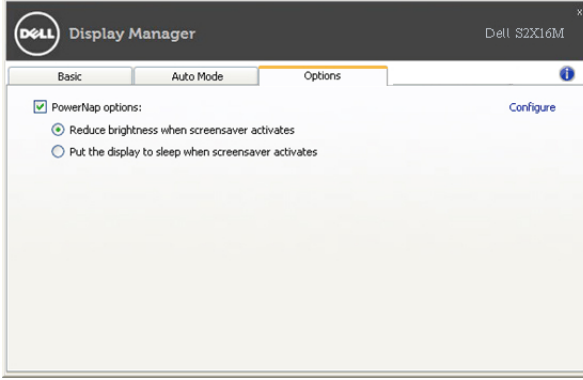 DELL Display Manager Dell S2X16M
Basic Auto Mode Options
PowerNap options: Configure
Reduce brightness when screensaver activates
Put the display to sleep when screensaver activates